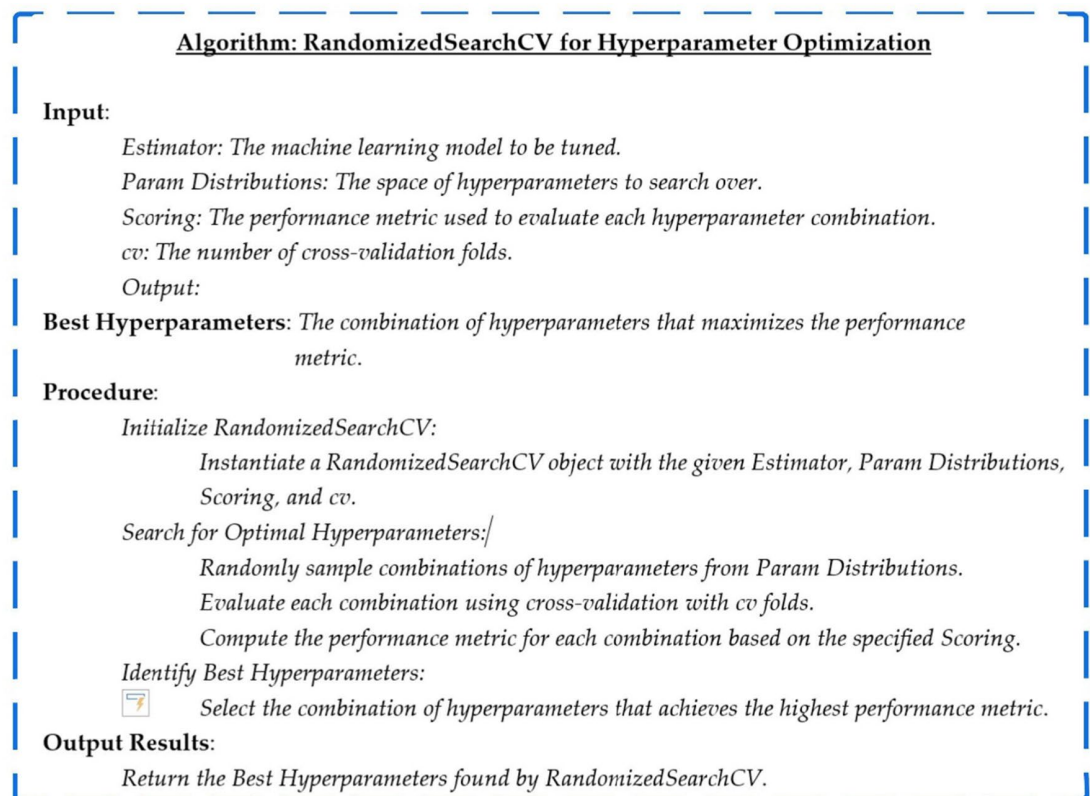 Algorithm: RandomizedSearchCV for Hyperparameter Optimization
Input:
Estimator: The machine learning model to be tuned.
Param Distributions: The space of hyperparameters to search over.
Scoring: The performance metric used to evaluate each hyperparameter combination.
cv: The number of cross-validation folds.
Output:
Best Hyperparameters: The combination of hyperparameters that maximizes the performance
metric.
Procedure:
Initialize RandomizedSearchCV:
Instantiate a RandomizedSearchCV object with the given Estimator, Param Distributions,
Scoring, and cv.
Search for Optimal Hyperparameters:
Randomly sample combinations of hyperparameters from Param Distributions.
Evaluate each combination using cross-validation with cv folds.
Compute the performance metric for each combination based on the specified Scoring.
Identify Best Hyperparameters:
Select the combination of hyperparameters that achieves the highest performance metric.
Output Results:
Return the Best Hyperparameters found by RandomizedSearchCV.